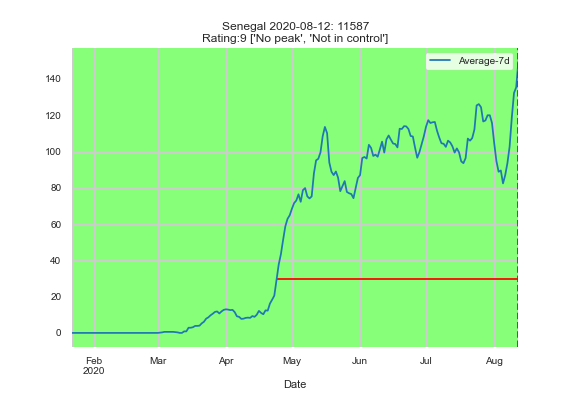 Senegal 2020-08-12: 11587
Rating:9 ['No peak', 'Not in control']
Average-7d
140
120
100
80
60
40
20
0
Feb
2020
Mar
Apr
May
Jun
Jul
Aug
Date